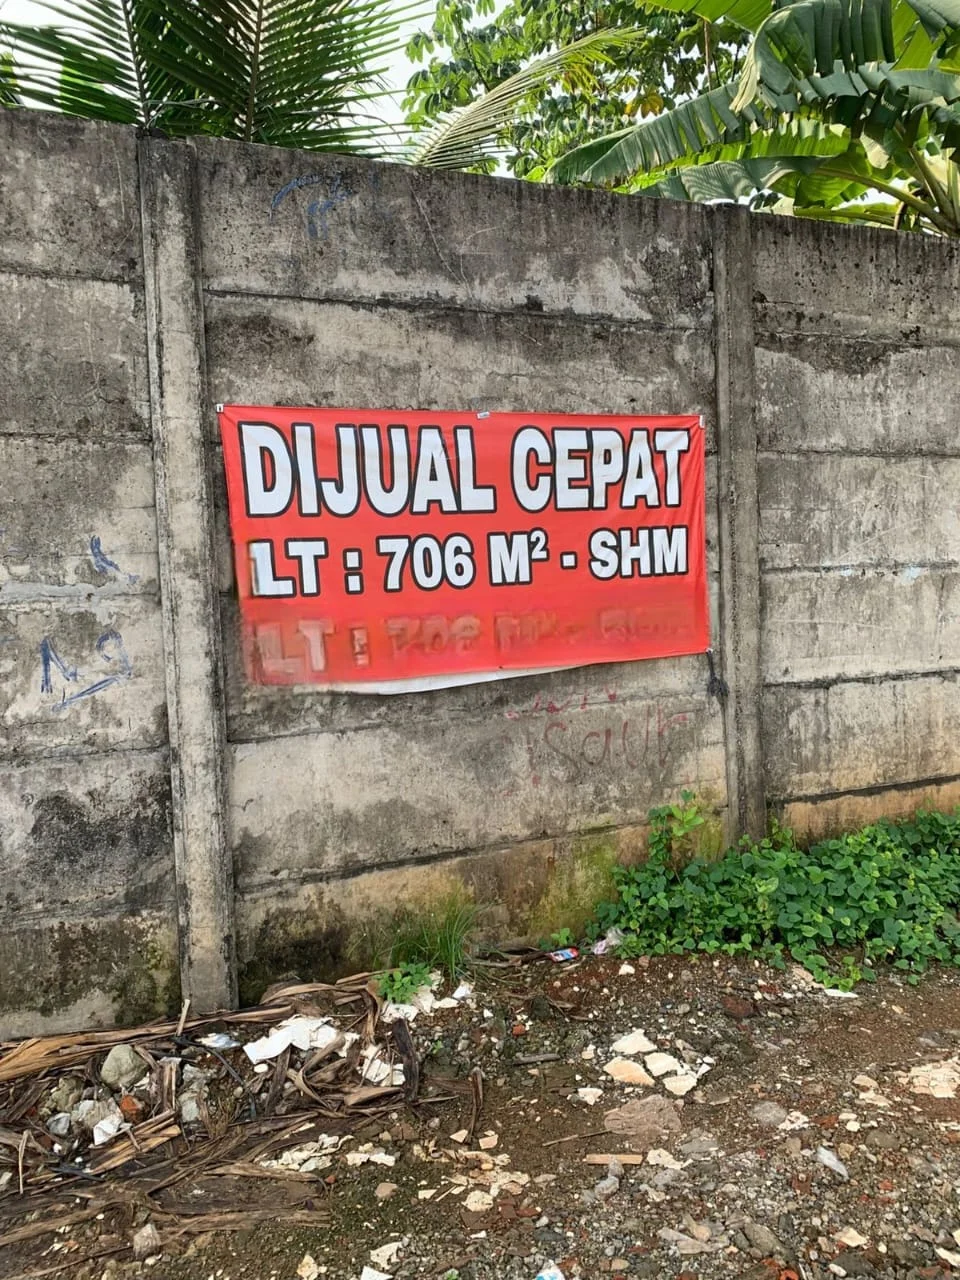 DIJUAL CEPAT
LT : 706 M² - SHM